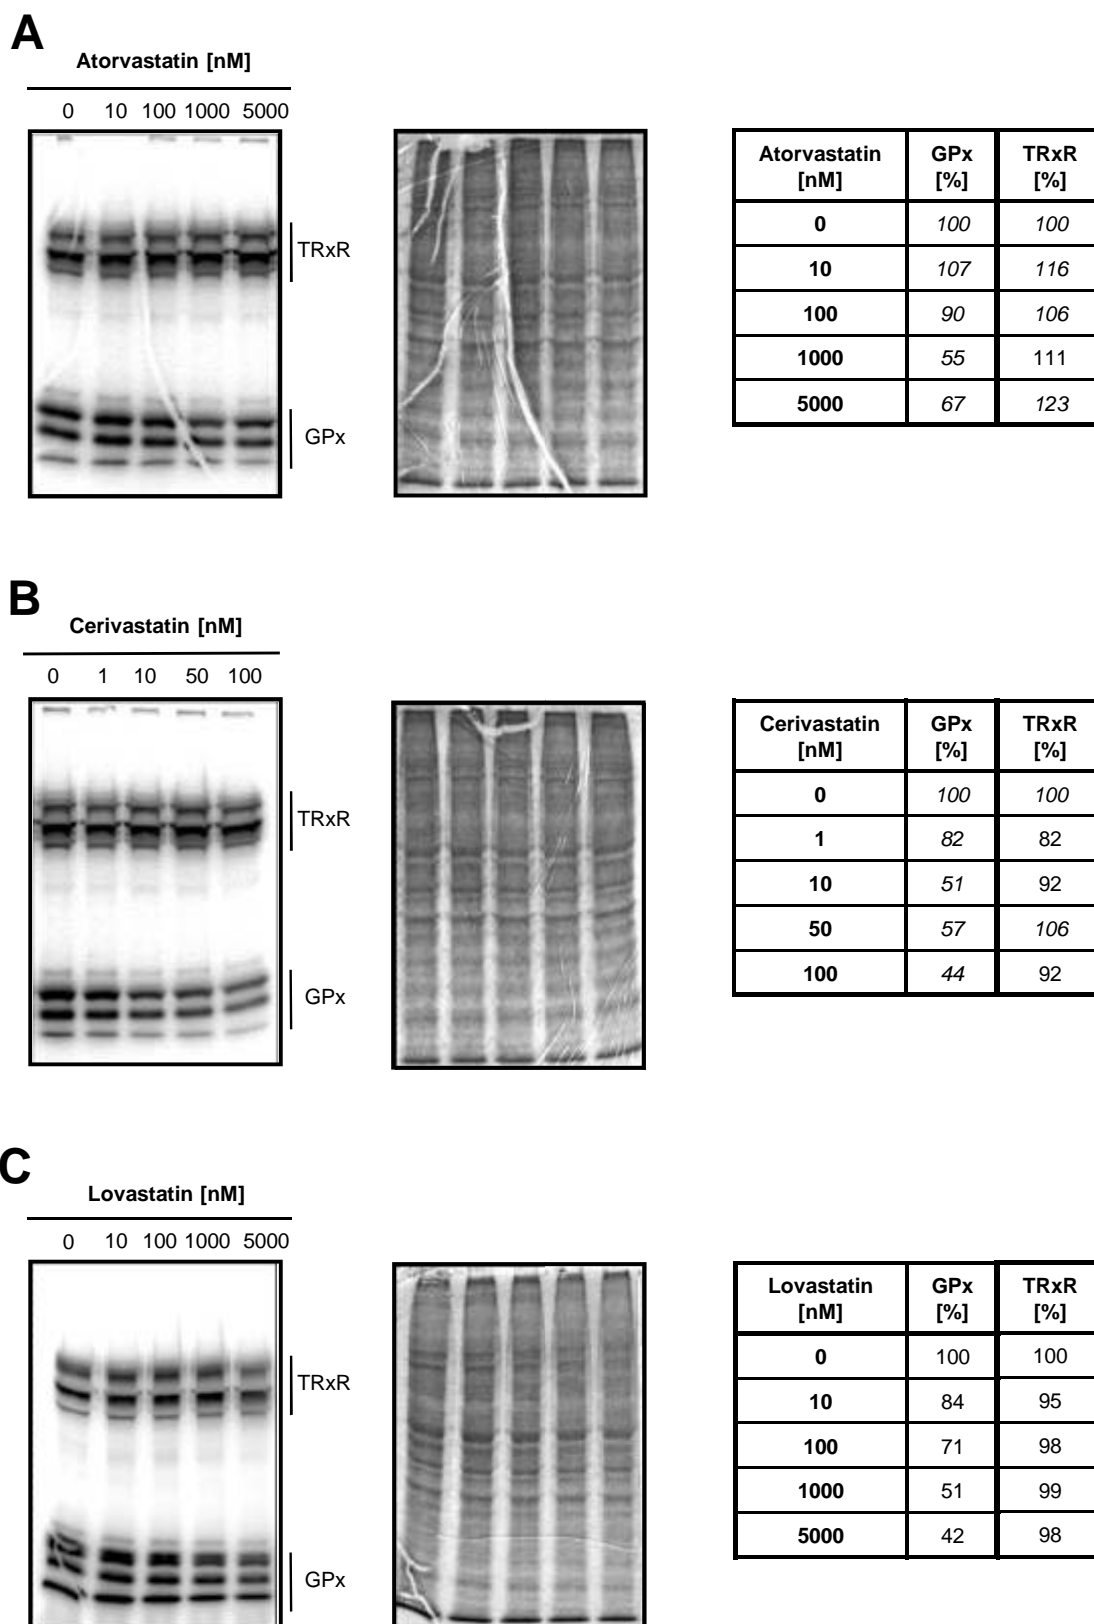 A
Atorvastatin [nM]
0 10 100 1000 5000
TRxR
GPx
Atorvastatin [nM] GPx [%] TRxR [%]
0 100 100
10 107 116
100 90 106
1000 55 111
5000 67 123
B
Cerivastatin [nM]
0 1 10 50 100
TRxR
GPx
Cerivastatin [nM] GPx [%] TRxR [%]
0 100 100
1 82 82
10 51 92
50 57 106
100 44 92
C
Lovastatin [nM]
0 10 100 1000 5000
TRxR
GPx
Lovastatin [nM] GPx [%] TRxR [%]
0 100 100
10 84 95
100 71 98
1000 51 99
5000 42 98